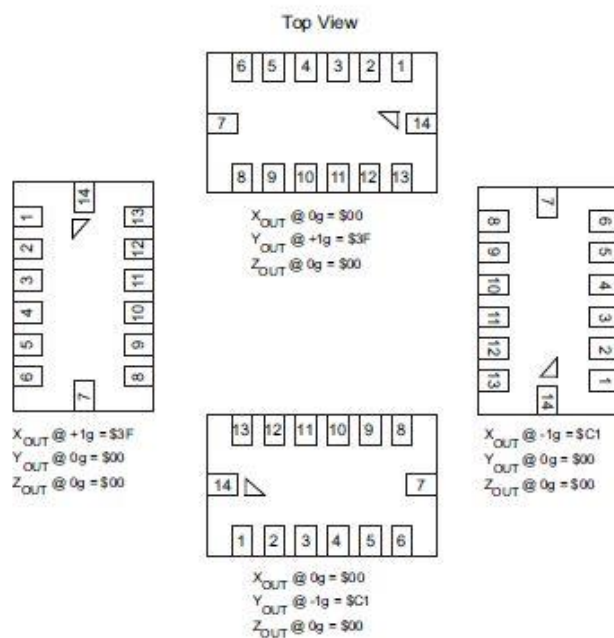 Top View
6 5 4 3 2 1
7 14
8 9 10 11 12 13
X_OUT @ 0g = $00
Y_OUT @ +1g = $3F
Z_OUT @ 0g = $00
14
1 13
2 12
3 11
4 10
5 9
6 8
7
X_OUT @ +1g = $3F
Y_OUT @ 0g = $00
Z_OUT @ 0g = $00
7
8 6
9 5
10 4
11 3
12 2
13 1
14
X_OUT @ -1g = $C1
Y_OUT @ 0g = $00
Z_OUT @ 0g = $00
13 12 11 10 9 8
14 7
1 2 3 4 5 6
X_OUT @ 0g = $00
Y_OUT @ -1g = $C1
Z_OUT @ 0g = $00